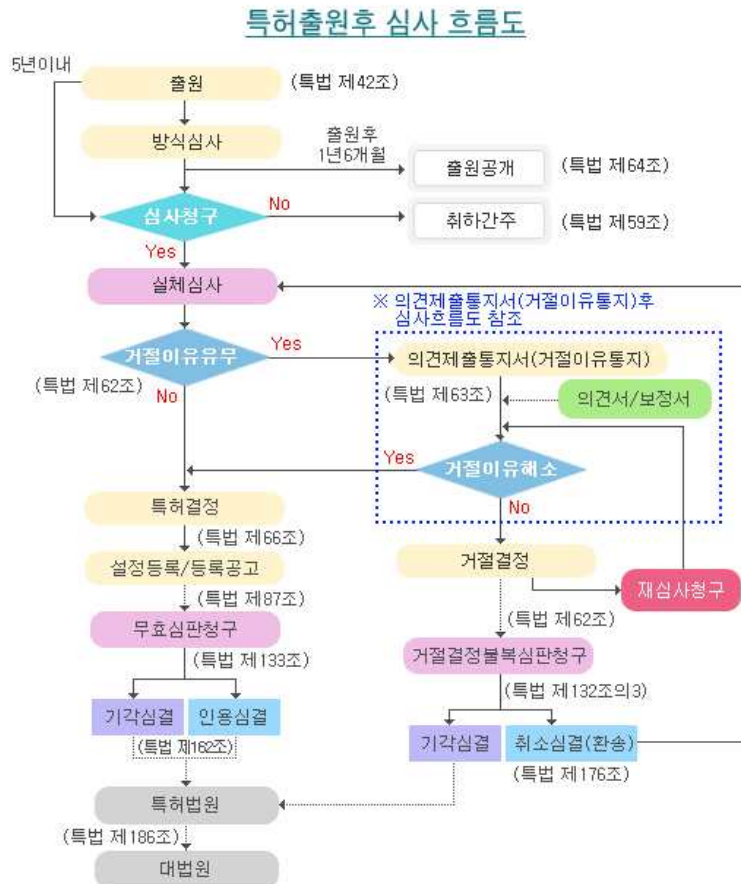 특허출원후 심사 흐름도
5년이내
출원
(특법 제42조)
방식심사
출원후
1년6개월
출원공개
(특법 제64조)
심사청구
No
취하간주
(특법 제59조)
Yes
실체심사
※ 의견제출통지서(거절이유통지)후
심사흐름도 참조
거절이유유무
Yes
의견제출통지서(거절이유통지)
(특법 제62조)
(특법 제63조)
No
의견서/보정서
Yes
거절이유해소
No
특허결정
(특법 제66조)
거절결정
설정등록/등록공고
재심사청구
(특법 제87조)
(특법 제62조)
무효심판청구
거절결정불복심판청구
(특법 제133조)
(특법 제132조의3)
기각심결
인용심결
기각심결
취소심결(환송)
(특법 제162조)
(특법 제176조)
특허법원
(특법 제186조)
대법원